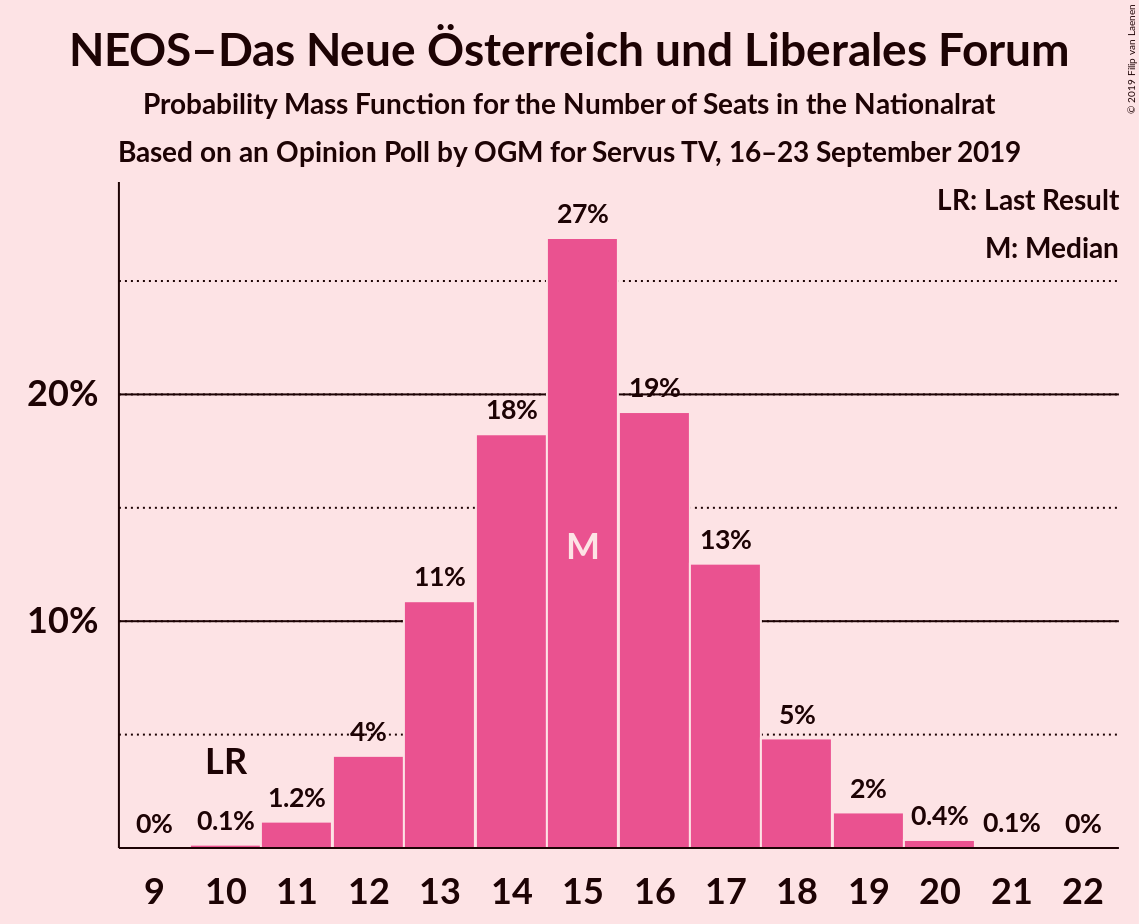 NEOS–Das Neue Österreich und Liberales Forum
Probability Mass Function for the Number of Seats in the Nationalrat
Based on an Opinion Poll by OGM for Servus TV, 16–23 September 2019
© 2019 Filip van Laenen
LR: Last Result
M: Median
27%
20%
19%
18%
M
13%
11%
10%
5%
4%
LR
2%
1.2%
0.4%
0.1%
0.1%
0%
0%
9 10 11 12 13 14 15 16 17 18 19 20 21 22